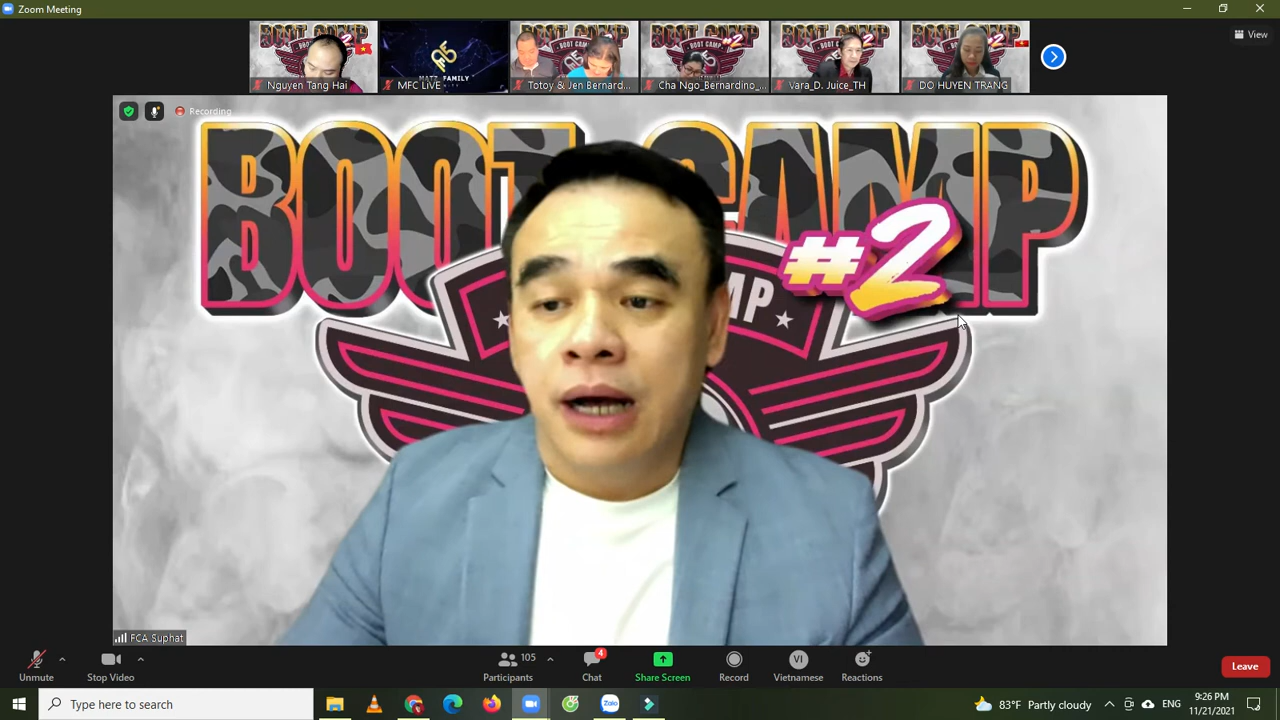 Zoom Meeting
View
BOOT CAMP
Nguyen Tang Hai
MFC LiVE
Totoy & Jen Bernard...
Cha Ngo_Bernardino_...
Vara_D. Juice_TH
DO HUYEN TRANG
Recording
#2
FCA Suphat
Unmute
Stop Video
105
Participants
4
Chat
Share Screen
Record
VI
Vietnamese
Reactions
Leave
Type here to search
Zalo
83°F Partly cloudy
ENG
9:26 PM
11/21/2021